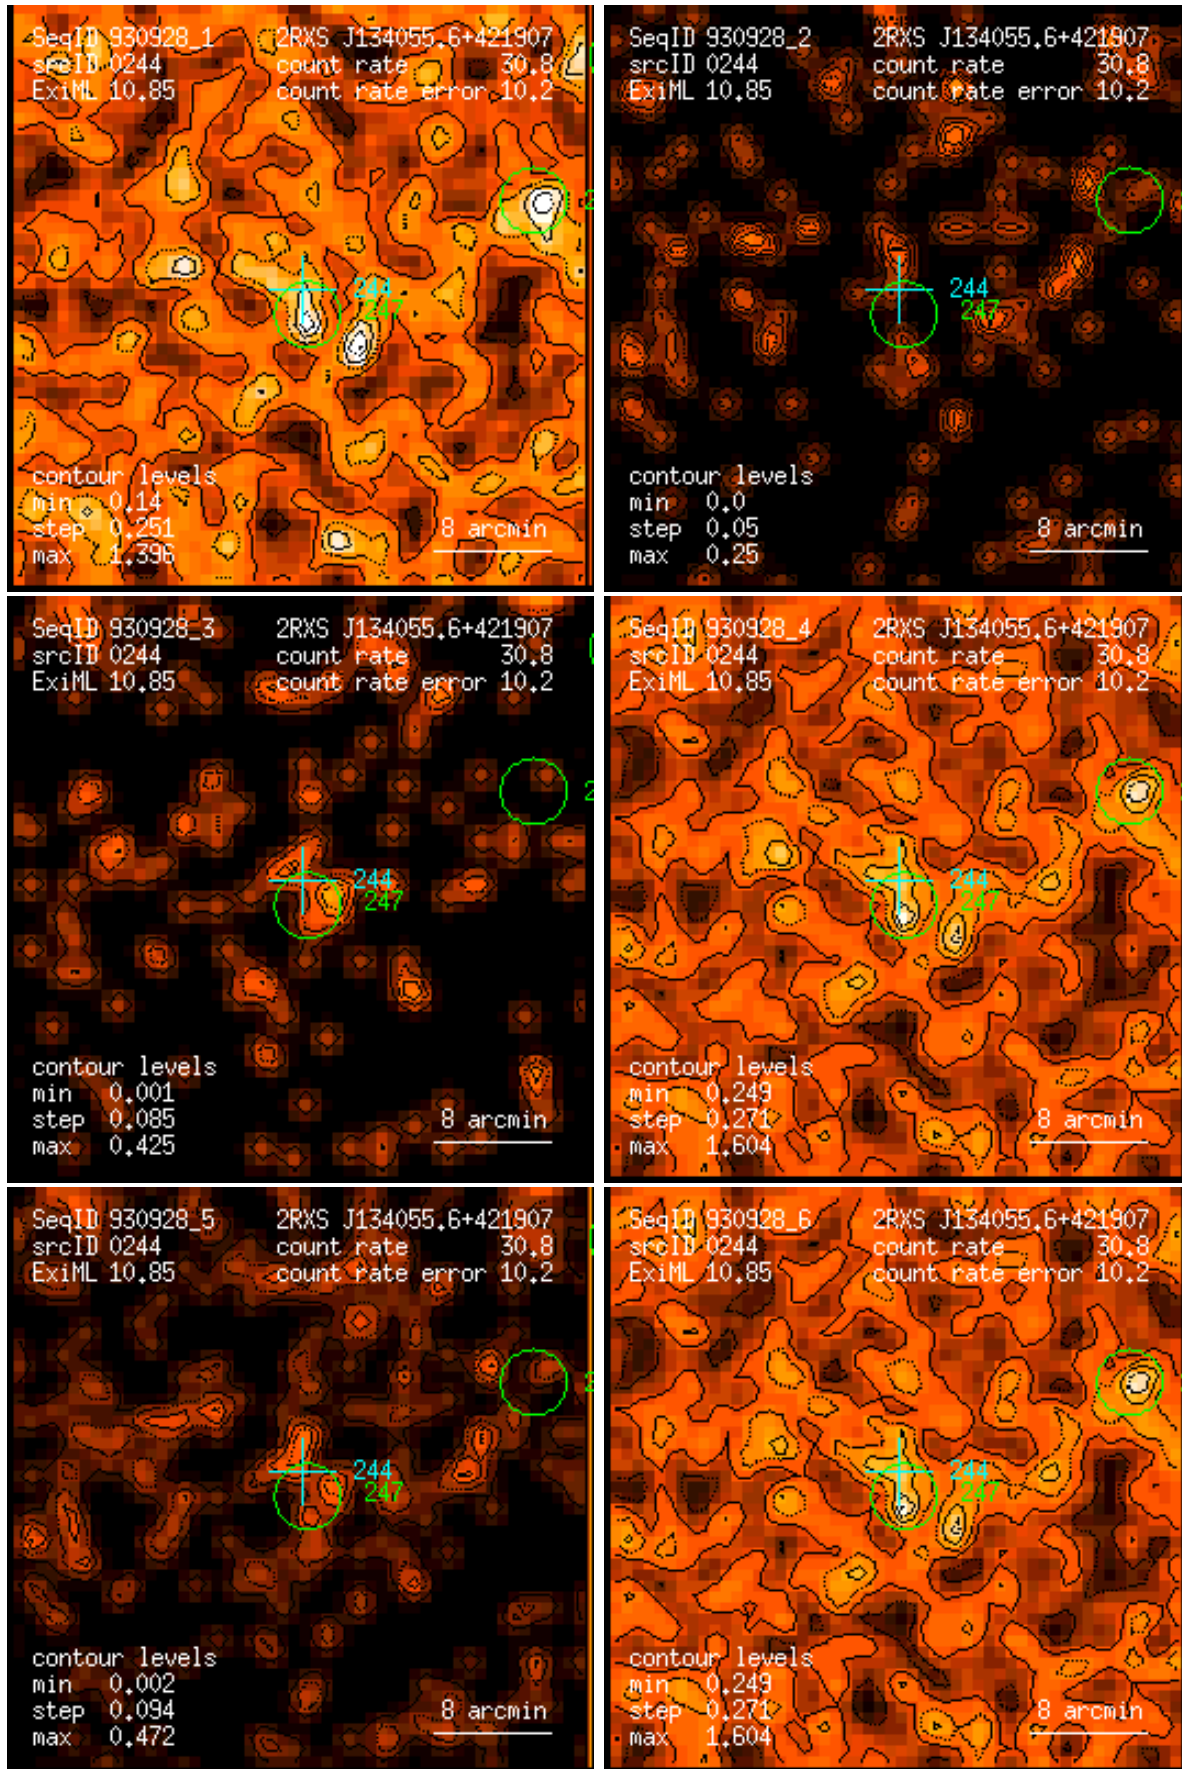 SeqID 930928_1 2RXS J134055.6+421907
srcID 0244 count rate 30.8
ExiML 10.85 count rate error 10.2
2
244
247
contour levels
min 0.14
step 0.251
max 1.396
8 arcmin
SeqID 930928_2 2RXS J134055.6+421907
srcID 0244 count rate 30.8
ExiML 10.85 count rate error 10.2
244
247
contour levels
min 0.0
step 0.05
max 0.25
8 arcmin
SeqID 930928_3 2RXS J134055.6+421907
srcID 0244 count rate 30.8
ExiML 10.85 count rate error 10.2
2
244
247
contour levels
min 0.001
step 0.085
max 0.425
8 arcmin
SeqID 930928_4 2RXS J134055.6+421907
srcID 0244 count rate 30.8
ExiML 10.85 count rate error 10.2
244
247
contour levels
min 0.249
step 0.271
max 1.604
8 arcmin
SeqID 930928_5 2RXS J134055.6+421907
srcID 0244 count rate 30.8
ExiML 10.85 count rate error 10.2
2
244
247
contour levels
min 0.002
step 0.094
max 0.472
8 arcmin
SeqID 930928_6 2RXS J134055.6+421907
srcID 0244 count rate 30.8
ExiML 10.85 count rate error 10.2
244
247
contour levels
min 0.249
step 0.271
max 1.604
8 arcmin